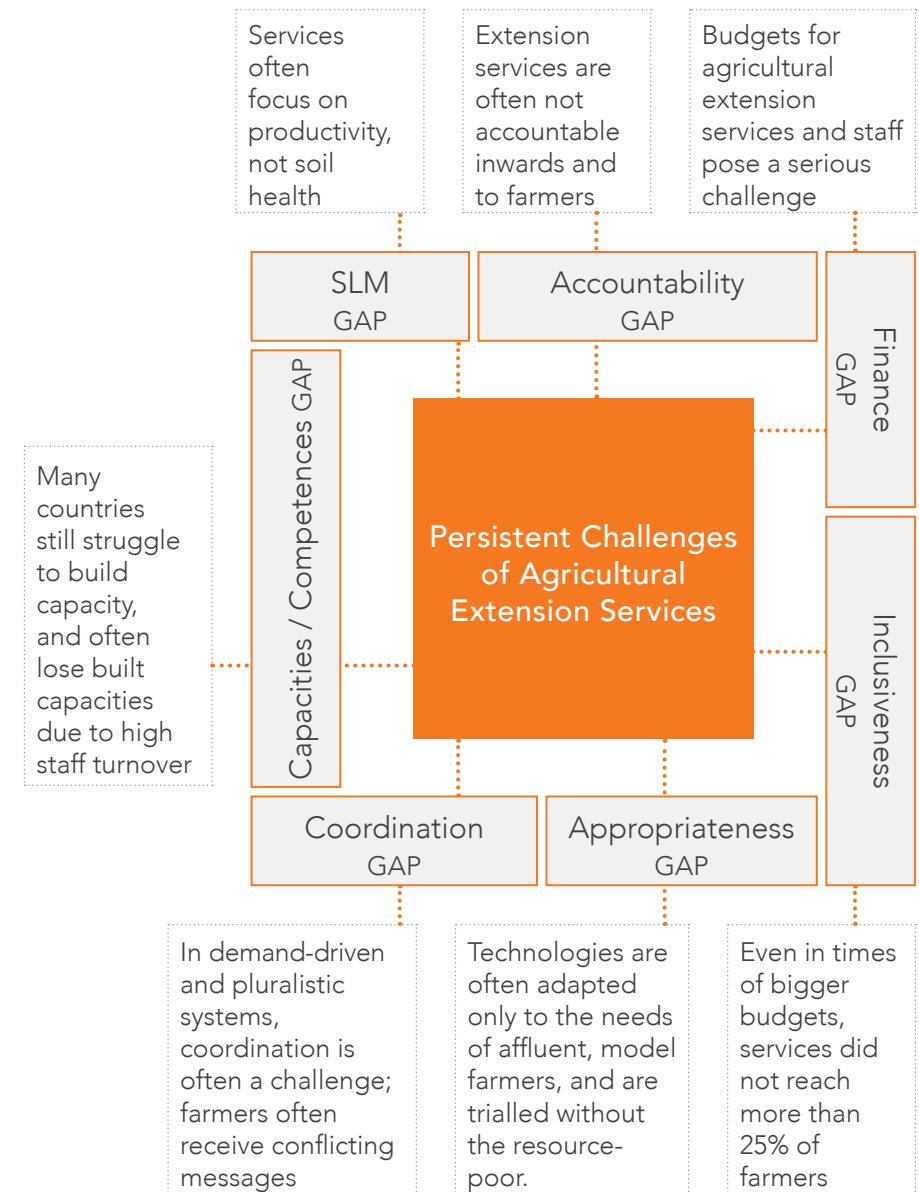 Services
often
focus on
productivity,
not soil
health
Extension
services are
often not
accountable
inwards and
to farmers
Budgets for
agricultural
extension
services and staff
pose a serious
challenge
SLM
GAP
Accountability
GAP
Finance
GAP
Capacities / Competences GAP
Many
countries
still struggle
to build
capacity,
and often
lose built
capacities
due to high
staff turnover
Persistent Challenges
of Agricultural
Extension Services
Inclusiveness
GAP
Coordination
GAP
Appropriateness
GAP
In demand-driven
and pluralistic
systems,
coordination is
often a challenge;
farmers often
receive conflicting
messages
Technologies are
often adapted
only to the needs
of affluent, model
farmers, and are
trialled without
the resource-
poor.
Even in times
of bigger
budgets,
services did
not reach
more than
25% of
farmers